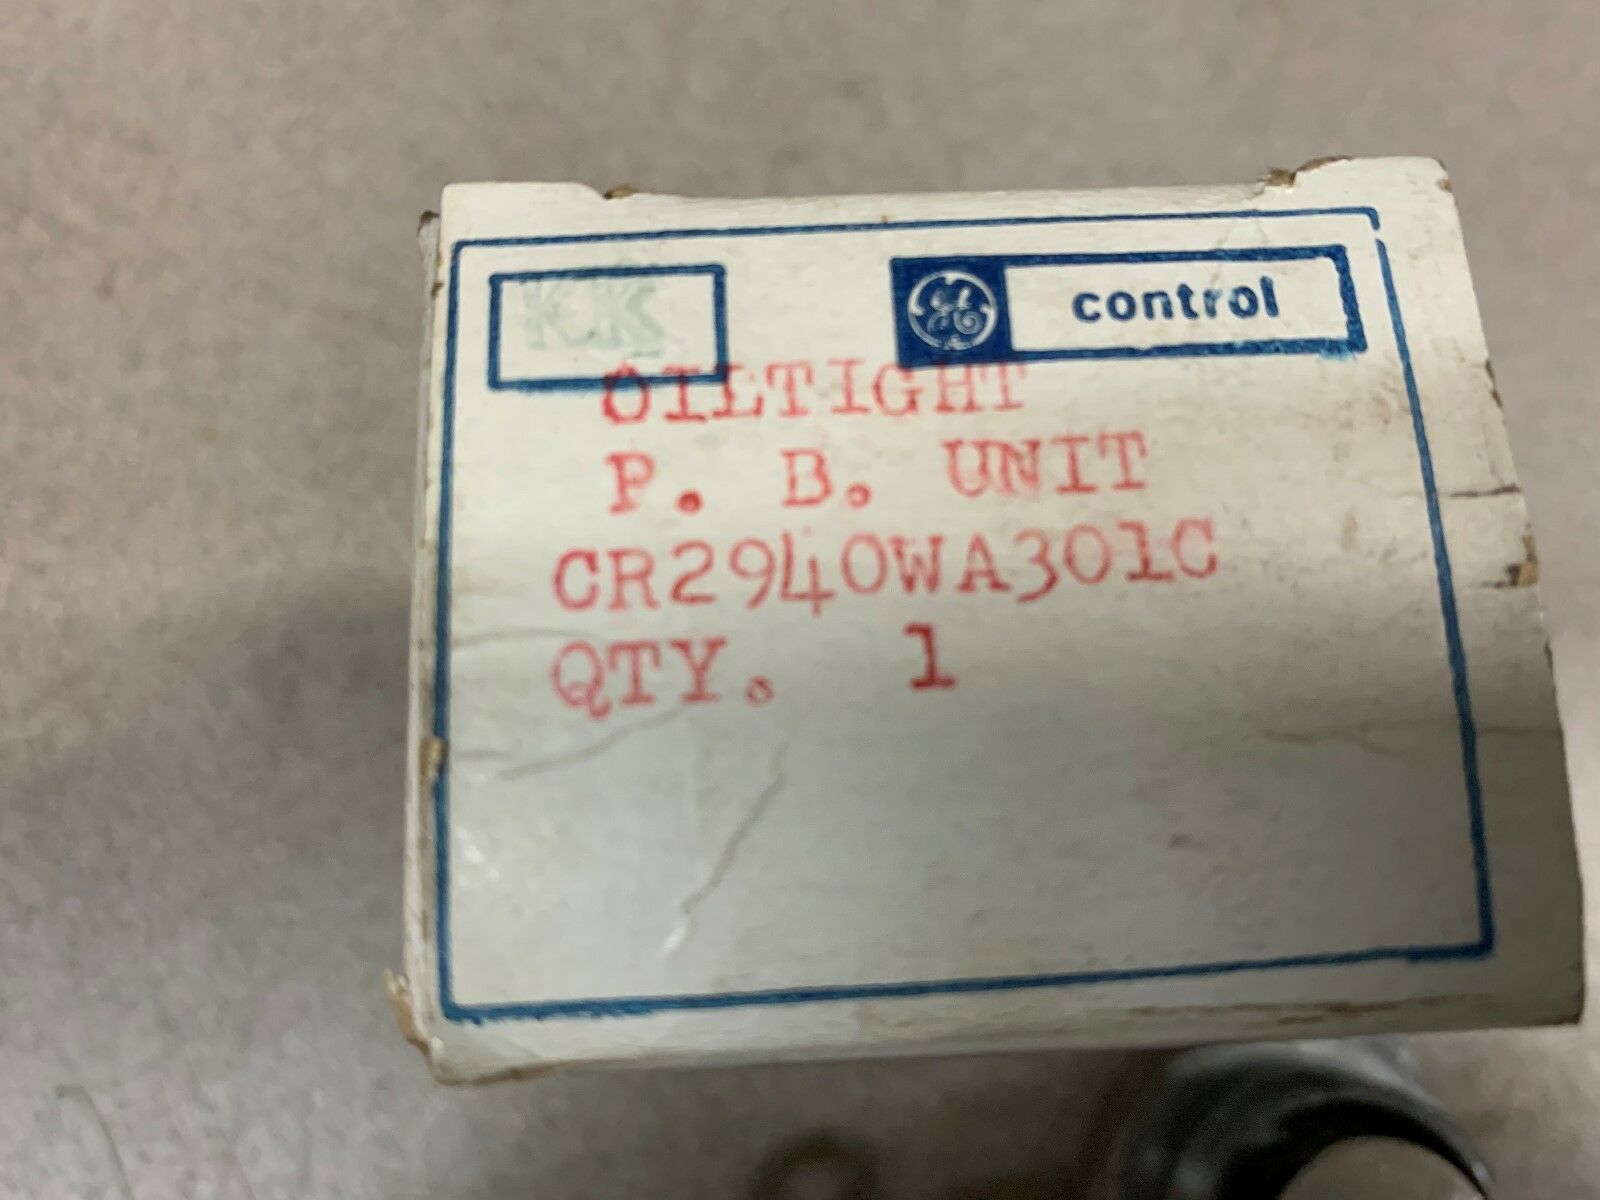 control
OILTIGHT
P. B. UNIT
CR2940WA301C
QTY. 1